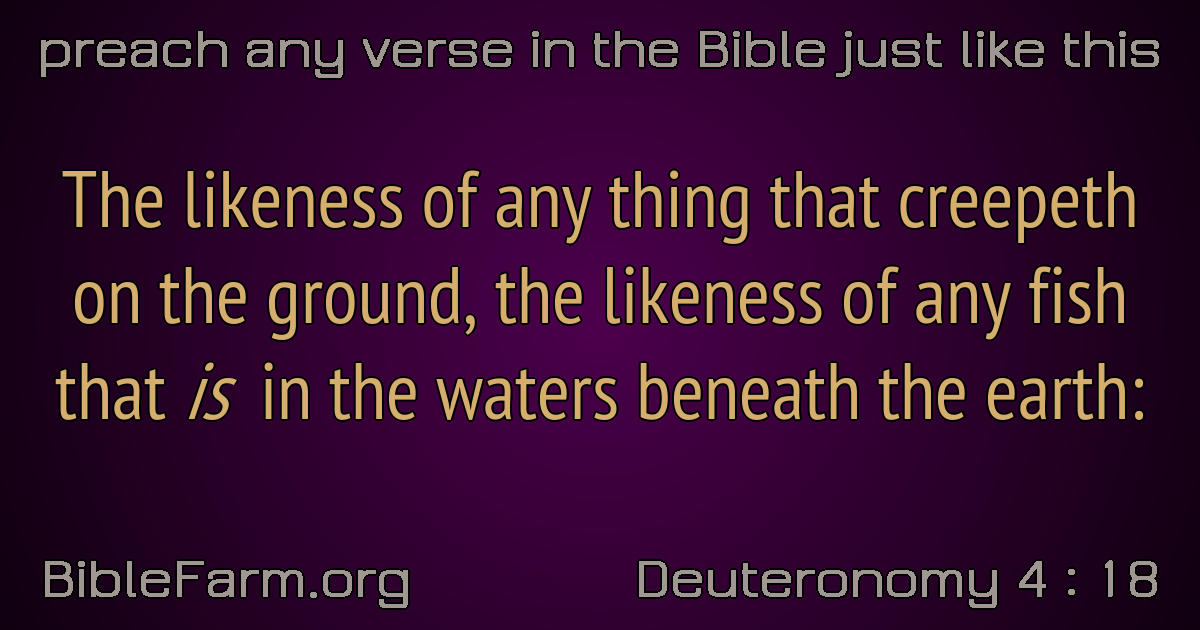 preach any verse in the Bible just like this
The likeness of any thing that creepeth
on the ground, the likeness of any fish
that is in the waters beneath the earth:
BibleFarm.org
Deuteronomy 4 : 18